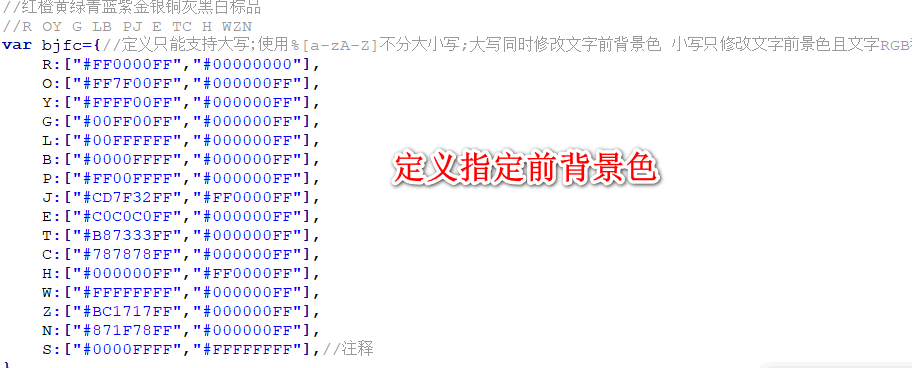 //红橙黄绿青蓝紫金银铜灰黑白标品
//R OY G LB PJ E TC H WZN
var bjfc={//定义只能支持大写;使用%[a-zA-Z]不分大小写;大写同时修改文字前背景色 小写只修改文字前景色且文字RGB
R:["#FF0000FF","#00000000"],
O:["#FF7F00FF","#000000FF"],
Y:["#FFFF00FF","#000000FF"],
G:["#00FF00FF","#000000FF"],
L:["#00FFFFFF","#000000FF"],
B:["#0000FFFF","#000000FF"],
P:["#FF00FFFF","#000000FF"],
J:["#CD7F32FF","#FF0000FF"],
E:["#C0C0C0FF","#000000FF"],
T:["#B87333FF","#000000FF"],
C:["#787878FF","#000000FF"],
H:["#000000FF","#FF0000FF"],
W:["#FFFFFFFF","#000000FF"],
Z:["#BC1717FF","#000000FF"],
N:["#871F78FF","#000000FF"],
S:["#0000FFFF","#FFFFFFFF"],//注释
定义指定前背景色